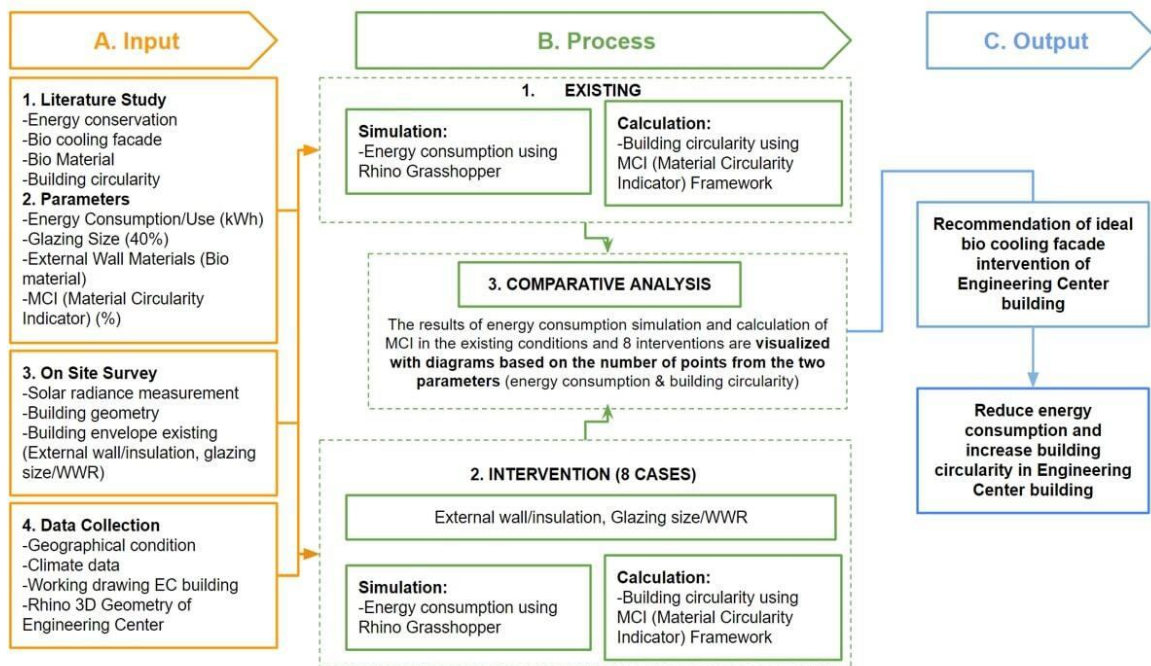 A. Input
B. Process
C. Output
1. Literature Study
-Energy conservation
-Bio cooling facade
-Bio Material
-Building circularity
2. Parameters
-Energy Consumption/Use (kWh)
-Glazing Size (40%)
-External Wall Materials (Bio
material)
-MCI (Material Circularity
Indicator) (%)
3. On Site Survey
-Solar radiance measurement
-Building geometry
-Building envelope existing
(External wall/insulation, glazing
size/WWR)
4. Data Collection
-Geographical condition
-Climate data
-Working drawing EC building
-Rhino 3D Geometry of
Engineering Center
1. EXISTING
Simulation:
-Energy consumption using
Rhino Grasshopper
Calculation:
-Building circularity using
MCI (Material Circularity
Indicator) Framework
3. COMPARATIVE ANALYSIS
The results of energy consumption simulation and calculation of
MCI in the existing conditions and 8 interventions are visualized
with diagrams based on the number of points from the two
parameters (energy consumption & building circularity)
2. INTERVENTION (8 CASES)
External wall/insulation, Glazing size/WWR
Simulation:
-Energy consumption using
Rhino Grasshopper
Calculation:
-Building circularity using
MCI (Material Circularity
Indicator) Framework
Recommendation of ideal
bio cooling facade
intervention of
Engineering Center
building
Reduce energy
consumption and
increase building
circularity in Engineering
Center building